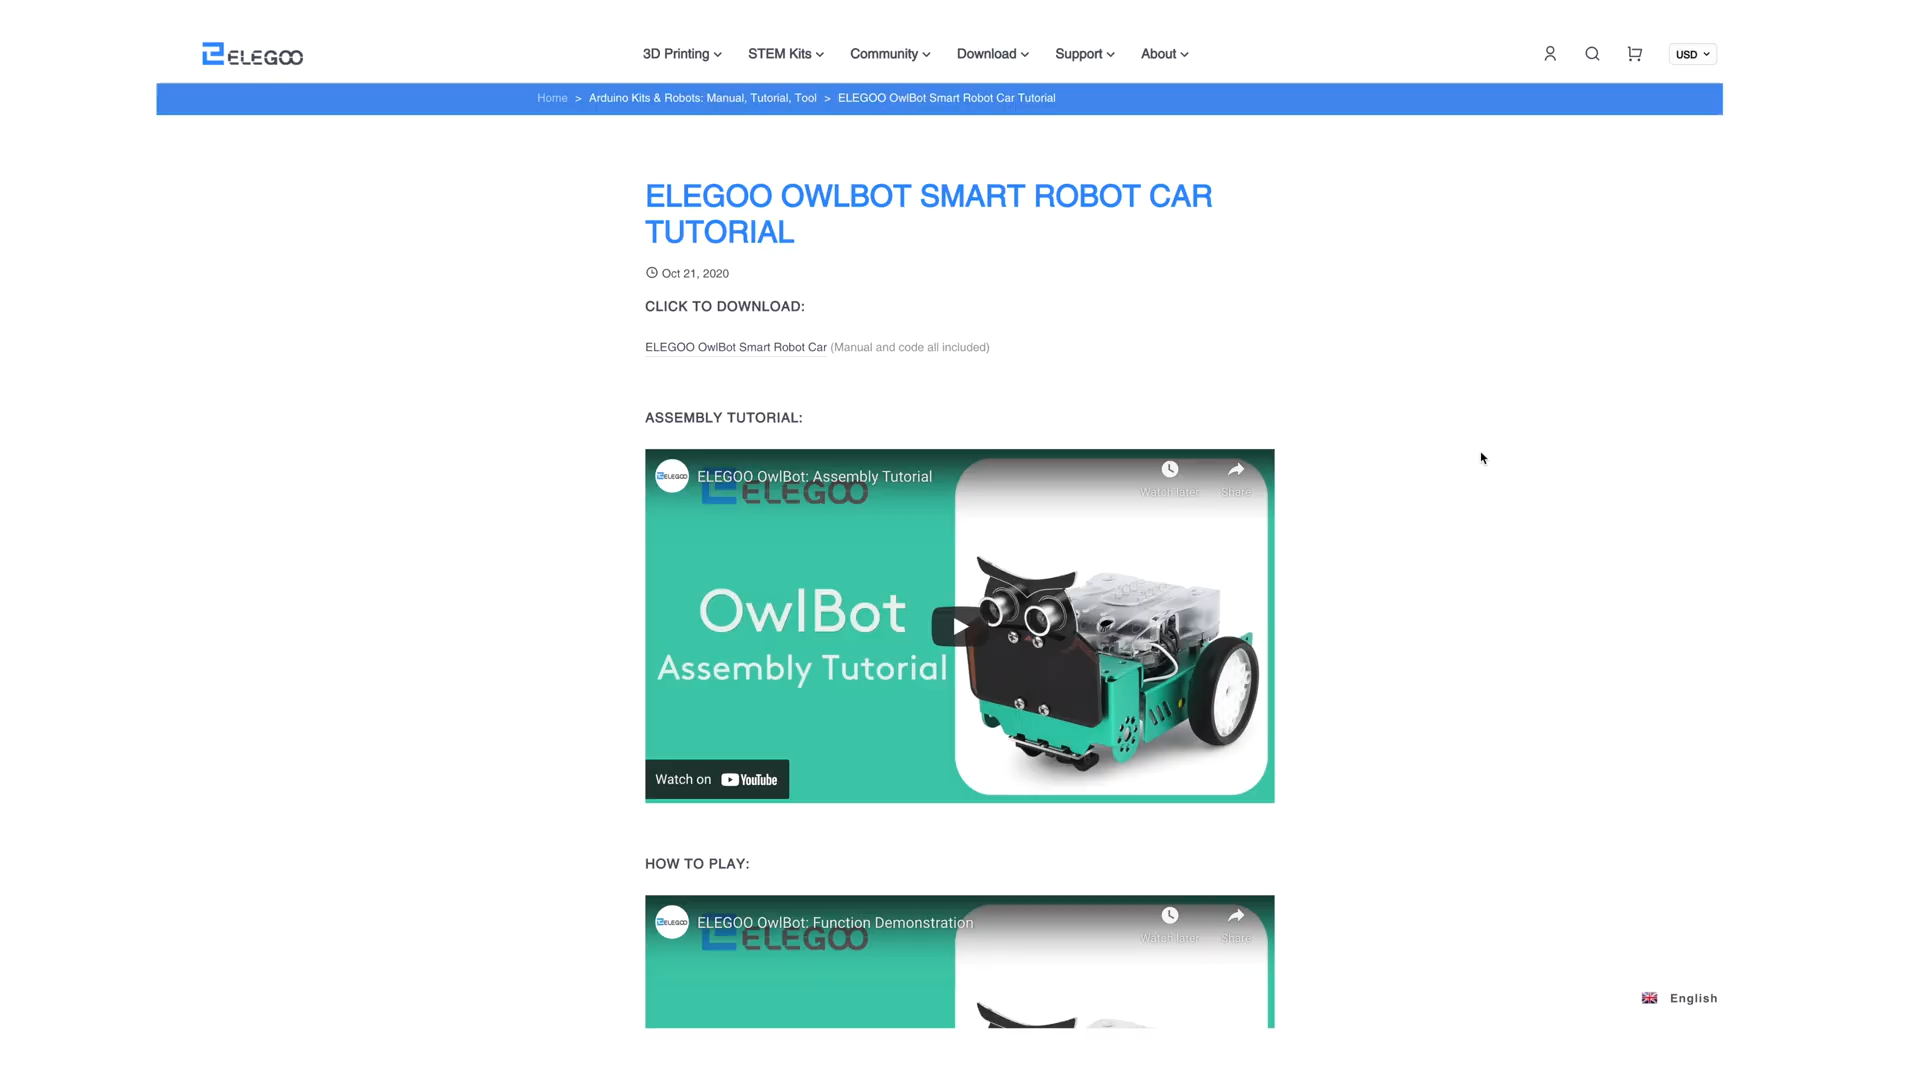 ELEGOO
3D Printing STEM Kits Community Download Support About
USD
Home > Arduino Kits & Robots: Manual, Tutorial, Tool > ELEGOO OwlBot Smart Robot Car Tutorial
ELEGOO OWLBOT SMART ROBOT CAR
TUTORIAL
Oct 21, 2020
CLICK TO DOWNLOAD:
ELEGOO OwlBot Smart Robot Car (Manual and code all included)
ASSEMBLY TUTORIAL:
ELEGOO
ELEGOO OwlBot: Assembly Tutorial
ELEGOO
Watch later
Share
OwlBot
Assembly Tutorial
Watch on YouTube
HOW TO PLAY:
ELEGOO
ELEGOO OwlBot: Function Demonstration
ELEGOO
Watch later
Share
English